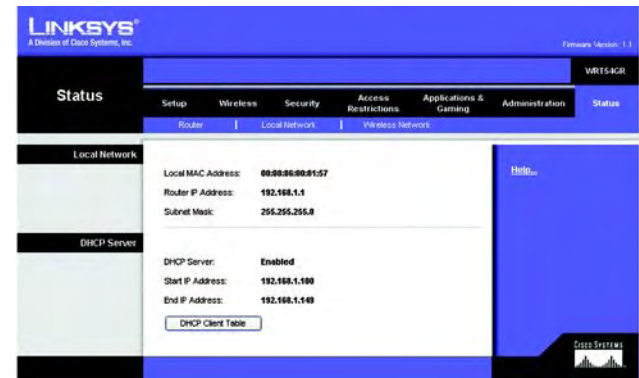 LINKSYS®
A Division of Cisco Systems, Inc.
Firmware Version: 1.1
WRT54GR
Status
Setup Wireless Security Access Restrictions Applications & Gaming Administration Status
Router | Local Network | Wireless Network
Local Network
Local MAC Address: 00:08:06:00:01:57
Router IP Address: 192.168.1.1
Subnet Mask: 255.255.255.0
Help...
DHCP Server
DHCP Server: Enabled
Start IP Address: 192.168.1.100
End IP Address: 192.168.1.149
DHCP Client Table
CISCO SYSTEMS